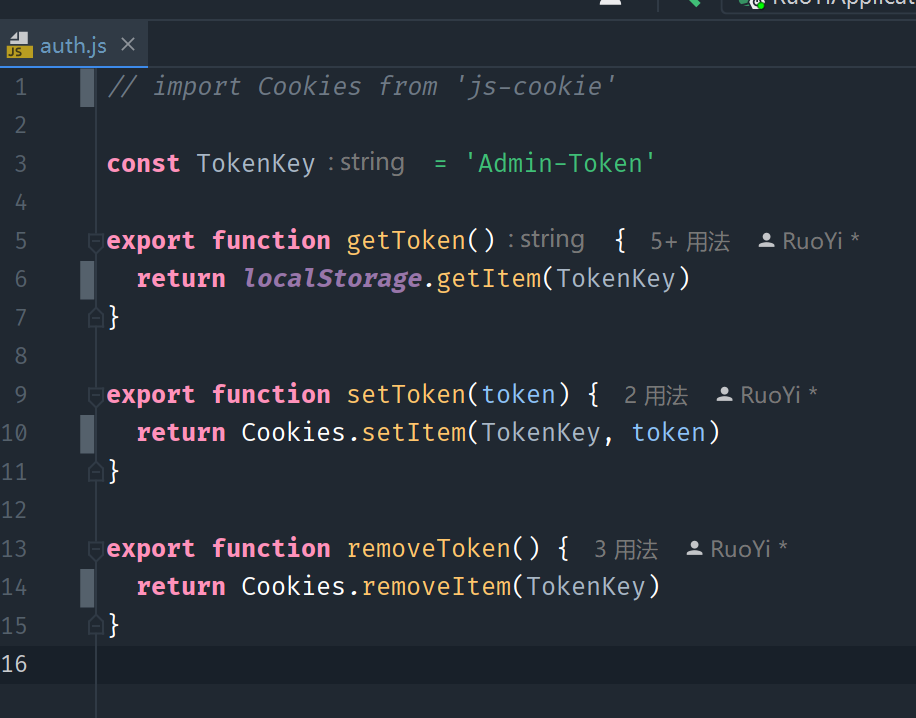 RuoYiApplicat
JS auth.js ×
1 // import Cookies from 'js-cookie'
2
3 const TokenKey : string = 'Admin-Token'
4
5 export function getToken() : string { 5+ 用法 RuoYi *
6 return localStorage.getItem(TokenKey)
7 }
8
9 export function setToken(token) { 2 用法 RuoYi *
10 return Cookies.setItem(TokenKey, token)
11 }
12
13 export function removeToken() { 3 用法 RuoYi *
14 return Cookies.removeItem(TokenKey)
15 }
16